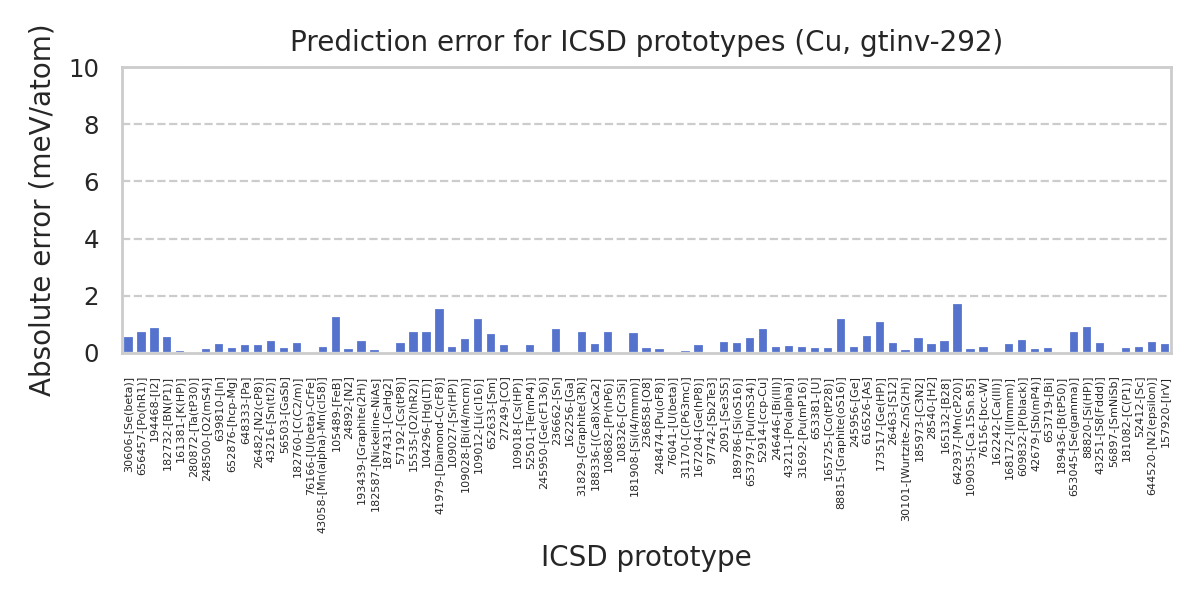 Prediction error for ICSD prototypes (Cu, gtinv-292)
Absolute error (meV/atom)
10
8
6
4
2
0
30606-[Se(beta)]
656457-[Po(hR1)]
194468-[I2]
182732-[BN(P1)]
161381-[K(HP)]
280872-[Ta(tP30)]
248500-[O2(mS4)]
639810-[In]
652876-[hcp-Mg]
648333-[Pa]
26482-[N2(cP8)]
43216-[Sn(tI2)]
56503-[GaSb]
182760-[C(C2/m)]
76166-[U(beta)-CrFe]
43058-[Mn(alpha)-Mn(cI58)]
1054899-[FeB]
24892-[N2]
193439-[Graphite(2H)]
182587-[Nickeline-NiAs]
187431-[CaHg2]
57192-[Cs(tP8)]
15535-[O2(hR2)]
104296-[Hg(LT)]
41979-[Diamond-C(cF8)]
109027-[Sr(HP)]
109028-[Bi(I4/mcm)]
109012-[Li(cI16)]
652633-[Sm]
27249-[CO]
109018-[Cs(HP)]
52501-[Te(mP4)]
245950-[Ge(cF136)]
236662-[Sn]
162256-[Ga]
31829-[Graphite(3R)]
188336-[(Ca8)xCa2]
108682-[Pr(hP6)]
108326-[Cr3Si]
181908-[Si(I4/mmm)]
236858-[O8]
248474-[Pu(oF8)]
76041-[U(beta)]
31170-[C(P63mc)]
167204-[Ge(hP8)]
97742-[Sb2Te3]
2091-[Se3S5]
189786-[Si(oS16)]
653797-[Pu(mS34)]
52914-[ccp-Cu]
246446-[Bi(III)]
43211-[Po(alpha)]
31692-[Pu(mP16)]
653381-[U]
165725-[Co(tP28)]
88815-[Graphite(oS16)]
245956-[Ge]
616526-[As]
173517-[Ge(HP)]
264633-[S12]
30101-[Wurtzite-ZnS(2H)]
185973-[C3N2]
28540-[H2]
165132-[B28]
642937-[Mn(cP20)]
109035-[Ca.15Sn.85]
76156-[bcc-W]
162242-[Ca(III)]
168172-[I(Immm)]
609832-[P(black)]
42679-[Sb(mP4)]
653719-[Bi]
189436-[B(tP50)]
653045-[Se(gamma)]
88820-[Si(HP)]
43251-[S8(Fddd)]
56897-[SmNiSb]
181082-[C(P1)]
52412-[Sc]
644520-[N2(epsilon)]
157920-[IrV]
ICSD prototype